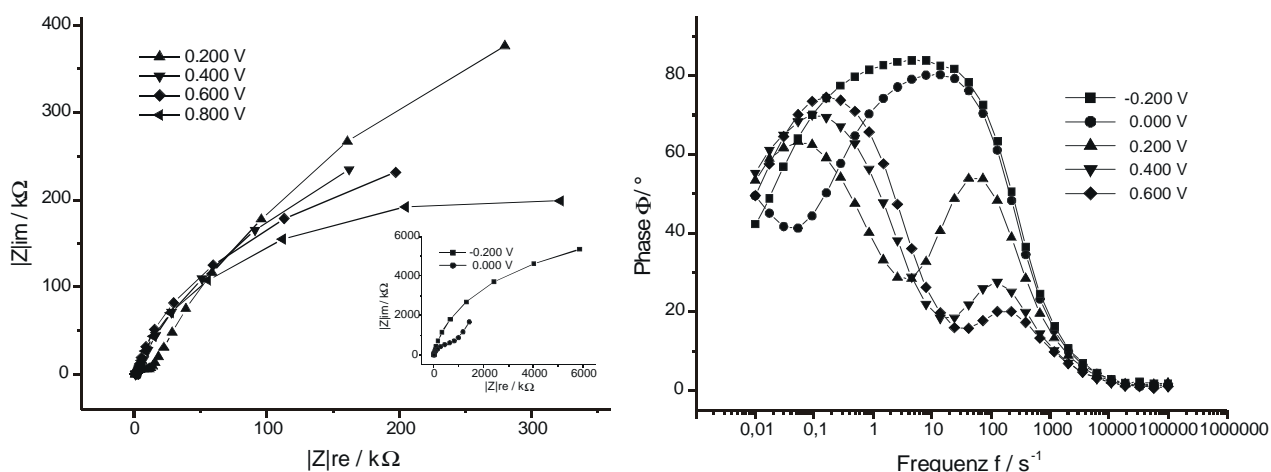 400
300
200
100
0
|Z|im / kΩ
0.200 V
0.400 V
0.600 V
0.800 V
6000
4000
2000
0
|Z|im / kΩ
-0.200 V
0.000 V
0 2000 4000 6000
|Z|re / kΩ
0 100 200 300
|Z|re / kΩ
80
60
40
20
0
Phase Φ/ °
-0.200 V
0.000 V
0.200 V
0.400 V
0.600 V
0,01 0,1 1 10 100 1000 10000 100000 1000000
Frequenz f / s⁻¹